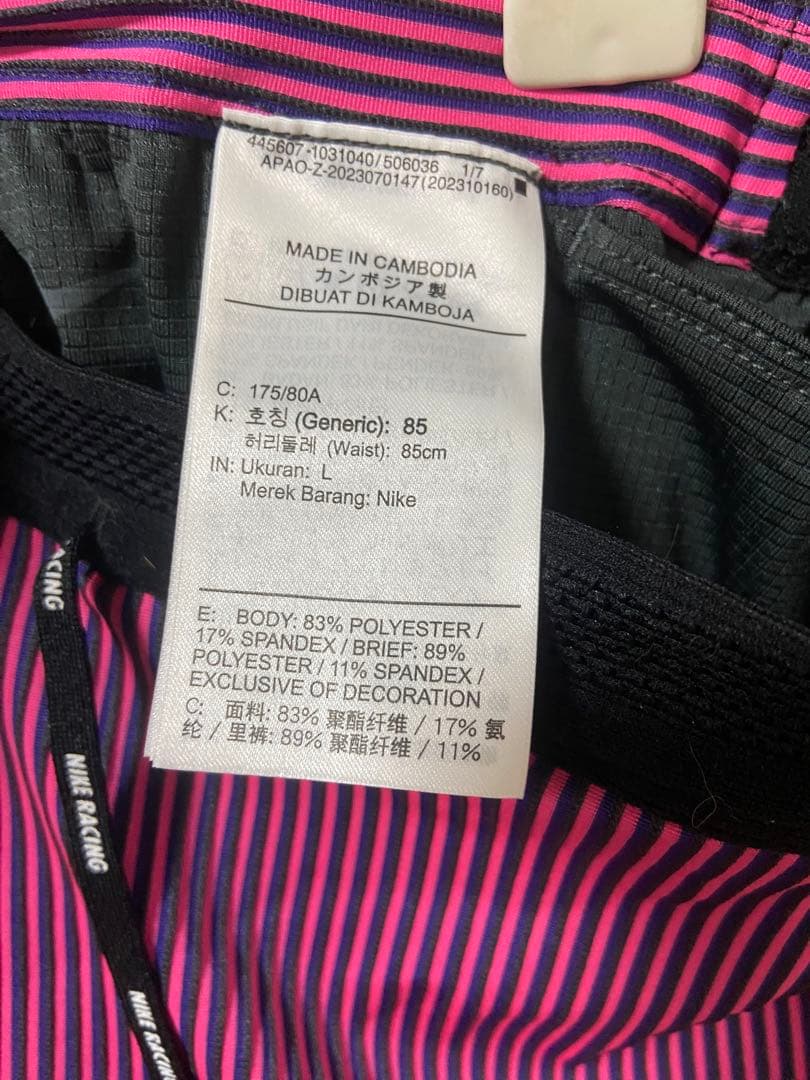 445607-1031040/506036 1/7
APAO-Z-2023070147(202310160)
MADE IN CAMBODIA
カンボジア製
DIBUAT DI KAMBOJA
C: 175/80A
K: 호칭 (Generic): 85
허리둘레 (Waist): 85cm
IN: Ukuran: L
Merek Barang: Nike
E: BODY: 83% POLYESTER /
17% SPANDEX / BRIEF: 89%
POLYESTER / 11% SPANDEX /
EXCLUSIVE OF DECORATION
C: 面料: 83% 聚酯纤维 / 17% 氨
纶 / 里裤: 89% 聚酯纤维 / 11%
CING
NIKE RACING
NIKE RACING